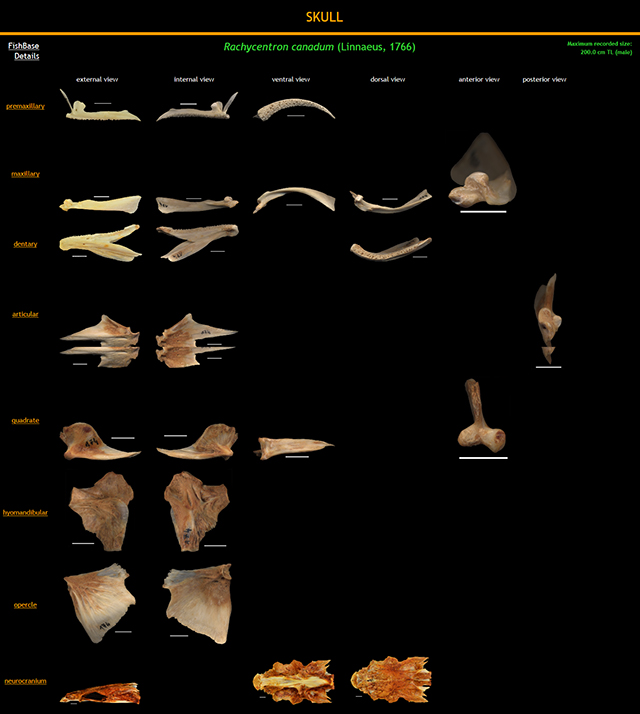 SKULL
FishBase
Details
Rachycentron canadum (Linnaeus, 1766)
Maximum recorded size:
200.0 cm TL (male)
external view internal view ventral view dorsal view anterior view posterior view
premaxillary
maxillary
dentary
articular
quadrate
hyomandibular
opercle
neurocranium